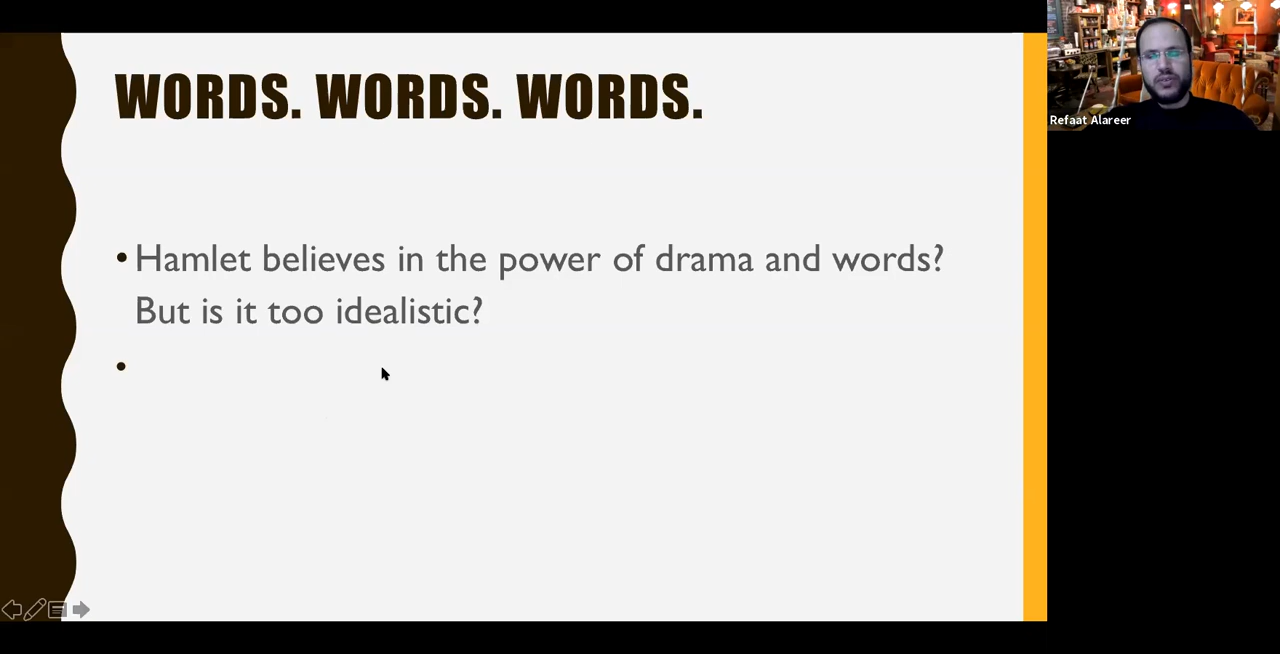 WORDS. WORDS. WORDS.
• Hamlet believes in the power of drama and words?
But is it too idealistic?
•
Refaat Alareer